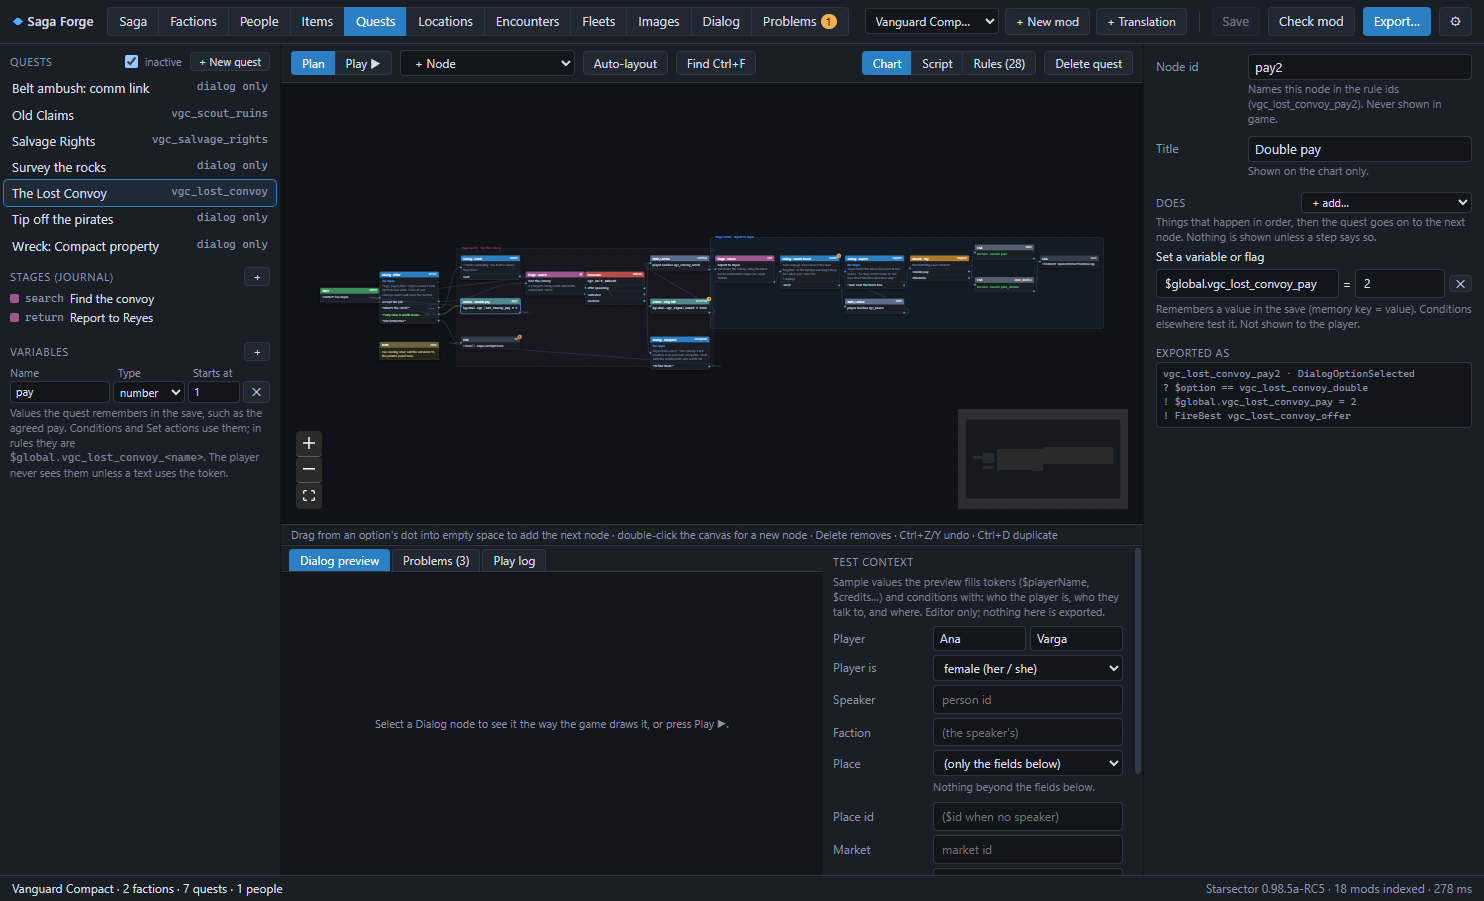 Saga Forge
Saga
Factions
People
Items
Quests
Locations
Encounters
Fleets
Images
Dialog
Problems 1
Vanguard Comp...
+ New mod
+ Translation
Save
Check mod
Export...
QUESTS
inactive
+ New quest
Belt ambush: comm link dialog only
Old Claims vgc_scout_ruins
Salvage Rights vgc_salvage_rights
Survey the rocks dialog only
The Lost Convoy vgc_lost_convoy
Tip off the pirates dialog only
Wreck: Compact property dialog only
STAGES (JOURNAL) +
search Find the convoy
return Report to Reyes
VARIABLES +
Name Type Starts at
pay number 1
Values the quest remembers in the save, such as the
agreed pay. Conditions and Set actions use them; in
rules they are
$global.vgc_lost_convoy_<name>. The player
never sees them unless a text uses the token.
Plan
Play ▶
+ Node
Auto-layout
Find Ctrl+F
Chart
Script
Rules (28)
Delete quest
Drag from an option's dot into empty space to add the next node · double-click the canvas for a new node · Delete removes · Ctrl+Z/Y undo · Ctrl+D duplicate
Dialog preview
Problems (3)
Play log
Select a Dialog node to see it the way the game draws it, or press Play ▶.
TEST CONTEXT
Sample values the preview fills tokens ($playerName,
$credits...) and conditions with: who the player is, who they
talk to, and where. Editor only; nothing here is exported.
Player Ana Varga
Player is female (her / she)
Speaker person id
Faction (the speaker's)
Place (only the fields below)
Nothing beyond the fields below.
Place id ($id when no speaker)
Market market id
Node id pay2
Names this node in the rule ids
(vgc_lost_convoy_pay2). Never shown in
game.
Title Double pay
Shown on the chart only.
DOES + add...
Things that happen in order, then the quest goes on to the next
node. Nothing is shown unless a step says so.
Set a variable or flag
$global.vgc_lost_convoy_pay = 2
Remembers a value in the save (memory key = value). Conditions
elsewhere test it. Not shown to the player.
EXPORTED AS
vgc_lost_convoy_pay2 · DialogOptionSelected
? $option == vgc_lost_convoy_double
! $global.vgc_lost_convoy_pay = 2
! FireBest vgc_lost_convoy_offer
Vanguard Compact · 2 factions · 7 quests · 1 people
Starsector 0.98.5a-RC5 · 18 mods indexed · 278 ms